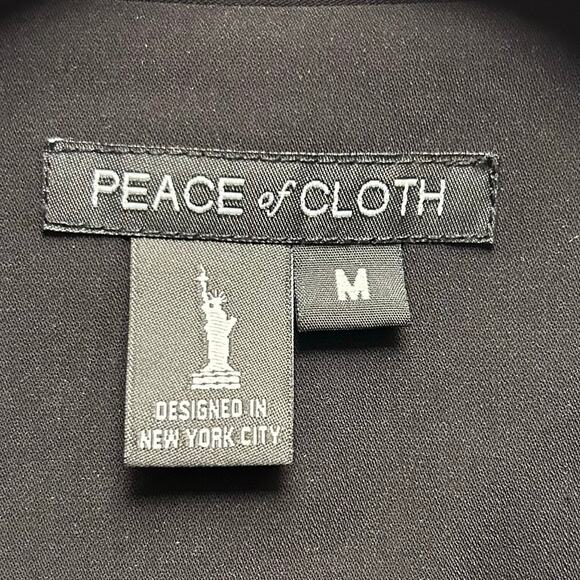 PEACE of CLOTH
M
DESIGNED IN
NEW YORK CITY